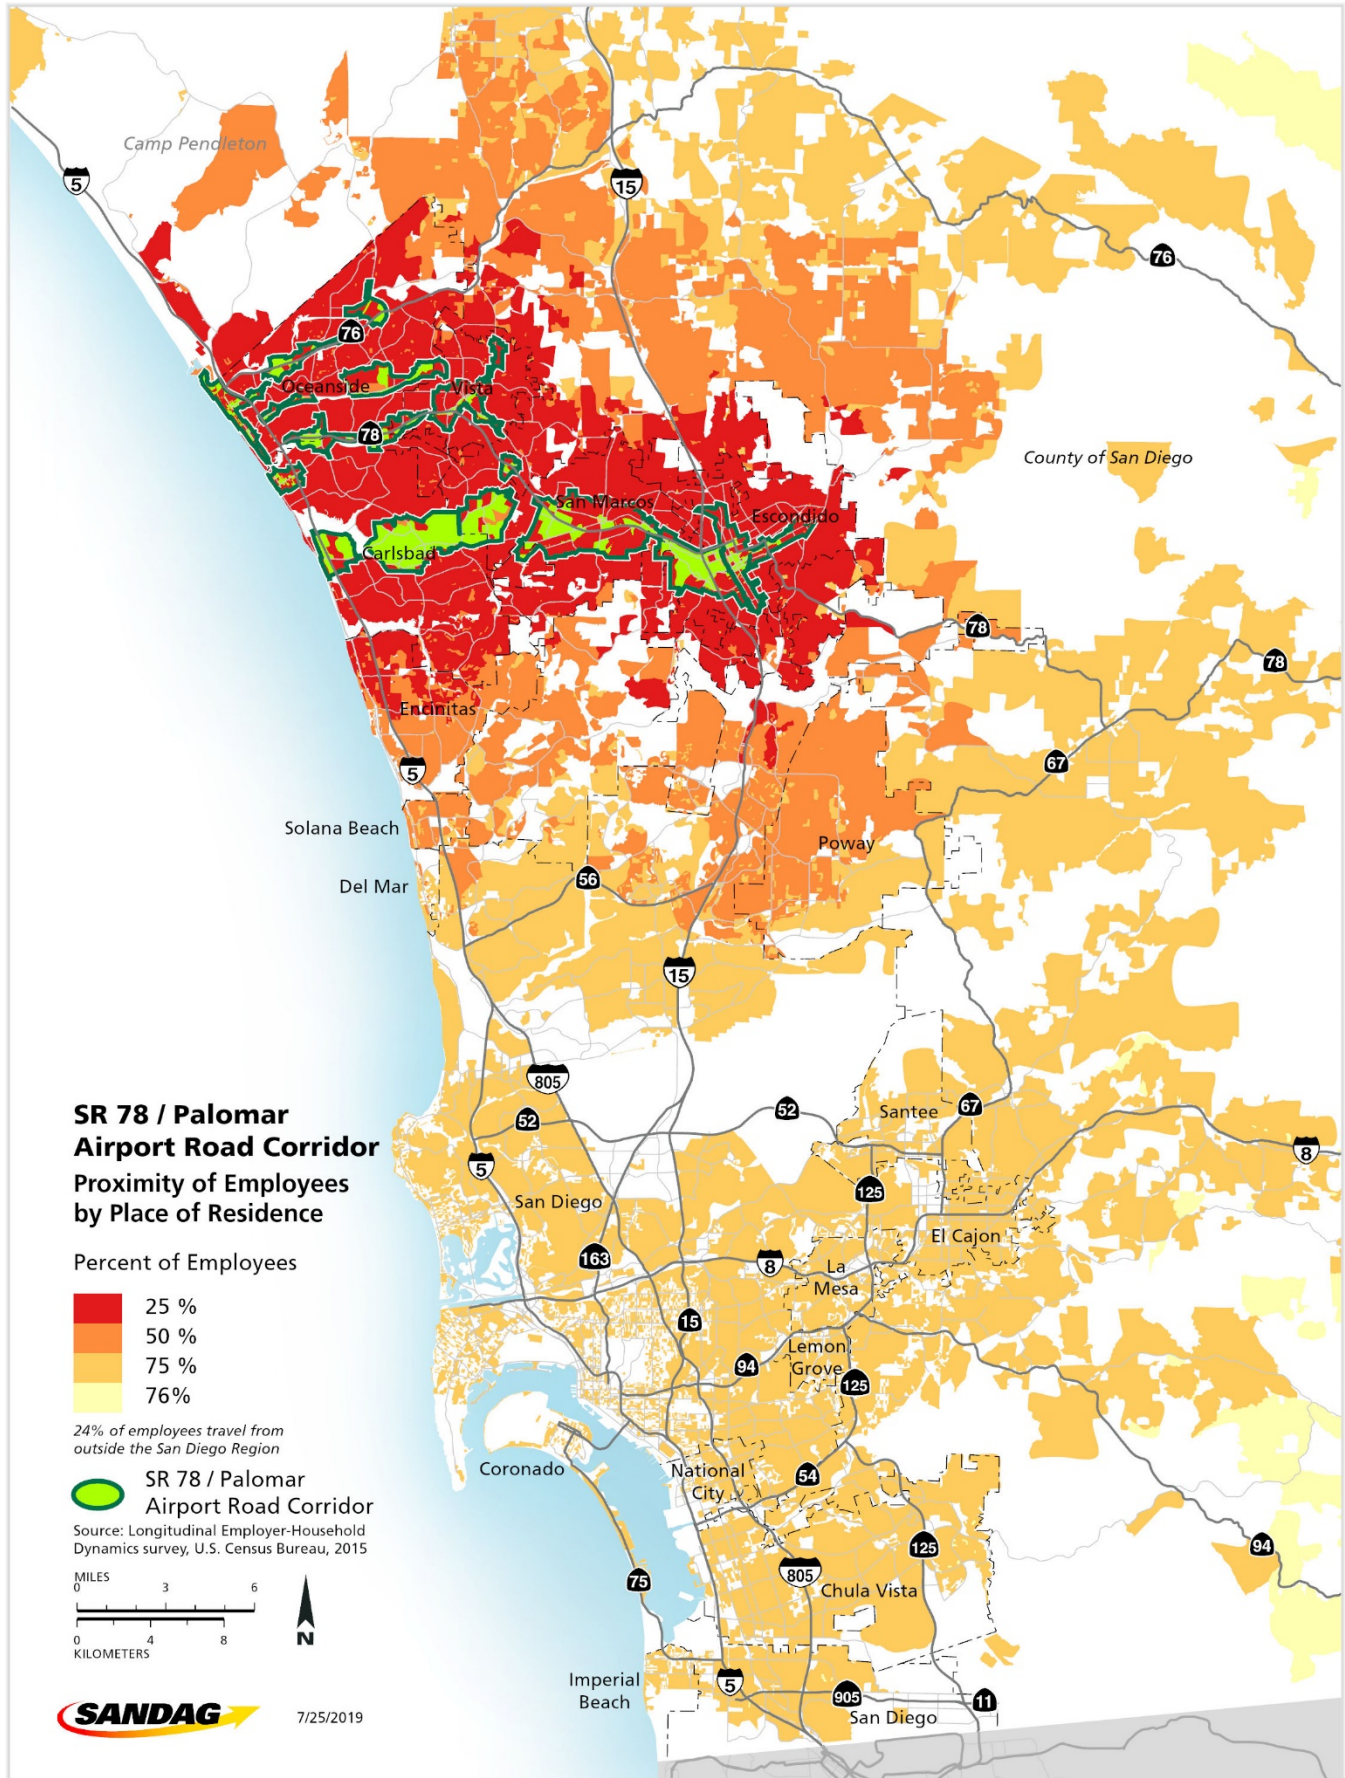 Camp Pendleton
5
15
76
76
Oceanside
Vista
78
County of San Diego
San Marcos
Escondido
Carlsbad
78
78
Encinitas
5
67
Solana Beach
Poway
Del Mar
56
15
805
SR 78 / Palomar
Airport Road Corridor
Proximity of Employees
by Place of Residence
Percent of Employees
25 %
50 %
75 %
76%
24% of employees travel from
outside the San Diego Region
SR 78 / Palomar
Airport Road Corridor
Source: Longitudinal Employer-Household
Dynamics survey, U.S. Census Bureau, 2015
MILES
0 3 6
0 4 8
KILOMETERS
N
SANDAG
7/25/2019
52
52
Santee
67
8
5
125
San Diego
El Cajon
163
8
La
Mesa
15
94
Lemon
Grove
125
Coronado
National
City
54
125
94
75
805
Chula Vista
Imperial
Beach
5
905
11
San Diego